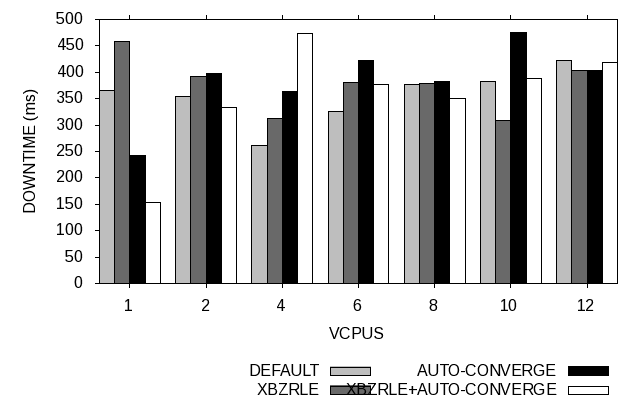 500
450
400
350
300
250
200
150
100
50
0
DOWNTIME (ms)
1 2 4 6 8 10 12
VCPUS
DEFAULT AUTO-CONVERGE
XBZRLE XBZRLE+AUTO-CONVERGE